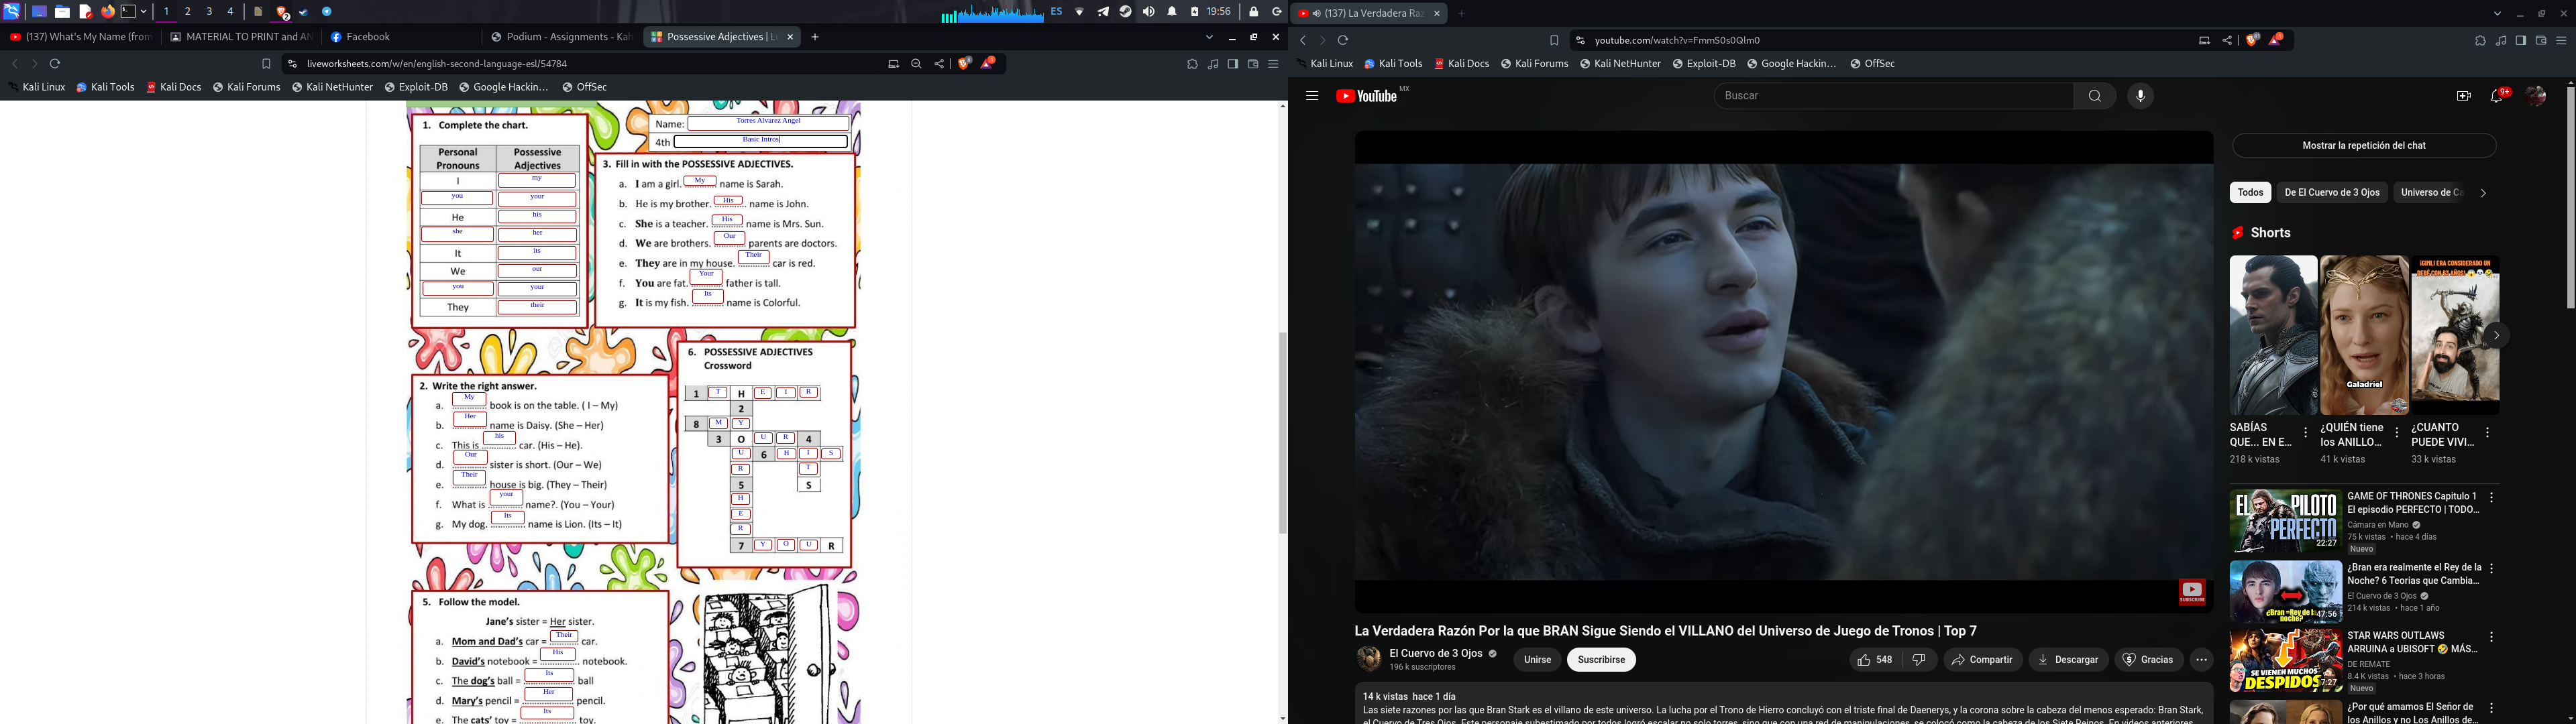 1 2 3 4
ES
19:56
(137) What's My Name (from
MATERIAL TO PRINT and AN
Facebook
Podium - Assignments - Kah
Possessive Adjectives | Li
liveworksheets.com/w/en/english-second-language-esl/54784
Kali Linux Kali Tools Kali Docs Kali Forums Kali NetHunter Exploit-DB Google Hackin... OffSec
1. Complete the chart.
Personal Pronouns Possessive Adjectives
I my
you your
He his
she her
It its
We our
you your
They their
Name: Torres Alvarez Angel
4th Basic Intros
3. Fill in with the POSSESSIVE ADJECTIVES.
a. I am a girl. My name is Sarah.
b. He is my brother. His name is John.
c. She is a teacher. His name is Mrs. Sun.
d. We are brothers. Our parents are doctors.
e. They are in my house. Their car is red.
f. You are fat. Your father is tall.
g. It is my fish. Its name is Colorful.
2. Write the right answer.
a. My book is on the table. ( I – My)
b. Her name is Daisy. (She – Her)
c. This is his car. (His – He).
d. Our sister is short. (Our – We)
e. Their house is big. (They – Their)
f. What is your name?. (You – Your)
g. My dog. Its name is Lion. (Its – It)
6. POSSESSIVE ADJECTIVES
Crossword
1 T H E I R
2
8 M Y
3 O U R 4
U 6 H I S
R T
5 S
H
E
R
7 Y O U R
5. Follow the model.
Jane's sister = Her sister.
a. Mom and Dad's car = Their car.
b. David's notebook = His notebook.
c. The dog's ball = Its ball
d. Mary's pencil = Her pencil.
e. The cats' toy = Its toy.
(137) La Verdadera Raz
youtube.com/watch?v=FmmS0s0Qlm0
Kali Linux Kali Tools Kali Docs Kali Forums Kali NetHunter Exploit-DB Google Hackin... OffSec
YouTube MX
Buscar
9+
SUBSCRIBE
La Verdadera Razón Por la que BRAN Sigue Siendo el VILLANO del Universo de Juego de Tronos | Top 7
El Cuervo de 3 Ojos
196 k suscriptores
Unirse
Suscribirse
548
Compartir
Descargar
Gracias
14 k vistas hace 1 día
Las siete razones por las que Bran Stark es el villano de este universo. La lucha por el Trono de Hierro concluyó con el triste final de Daenerys, y la corona sobre la cabeza del menos esperado: Bran Stark,
el Cuervo de Tres Ojos. Este personaje subestimado por todos logró escalar no solo torres, sino que con una red de manipulaciones, se colocó como la cabeza de los Siete Reinos. En videos anteriores
Mostrar la repetición del chat
Todos De El Cuervo de 3 Ojos Universo de Ca
Shorts
¡GIMLI ERA CONSIDERADO UN
Galadriel
SABÍAS QUE... EN E...
218 k vistas
¿QUIÉN tiene los ANILLO...
41 k vistas
¿CUANTO PUEDE VIVI...
33 k vistas
EL PILOTO PERFECTO
22:27
GAME OF THRONES Capitulo 1
El episodio PERFECTO | TODO...
Cámara en Mano
75 k vistas • hace 4 días
Nuevo
¿Bran =Rey de la noche?
47:56
¿Bran era realmente el Rey de la
Noche? 6 Teorias que Cambia...
El Cuervo de 3 Ojos
214 k vistas • hace 1 año
SE VIENEN MUCHOS DESPIDOS
7:27
STAR WARS OUTLAWS
ARRUINA a UBISOFT 🤣 MÁS...
DE REMATE
8.4 K vistas • hace 3 horas
Nuevo
¿Por qué amamos El Señor de
los Anillos y no Los Anillos de...